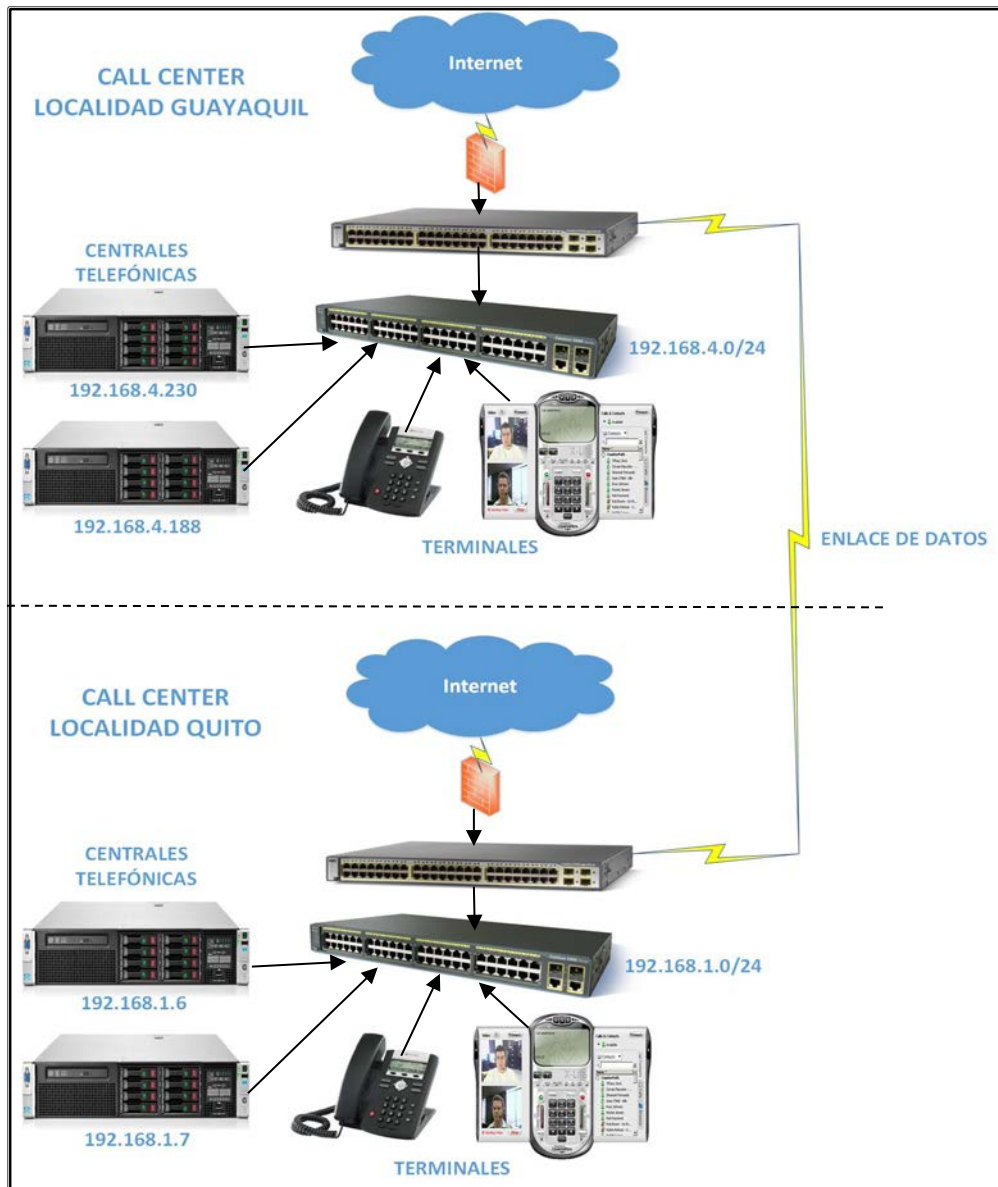 CALL CENTER
LOCALIDAD GUAYAQUIL
Internet
CENTRALES
TELEFÓNICAS
192.168.4.0/24
192.168.4.230
192.168.4.188
TERMINALES
ENLACE DE DATOS
CALL CENTER
LOCALIDAD QUITO
Internet
CENTRALES
TELEFÓNICAS
192.168.1.0/24
192.168.1.6
192.168.1.7
TERMINALES